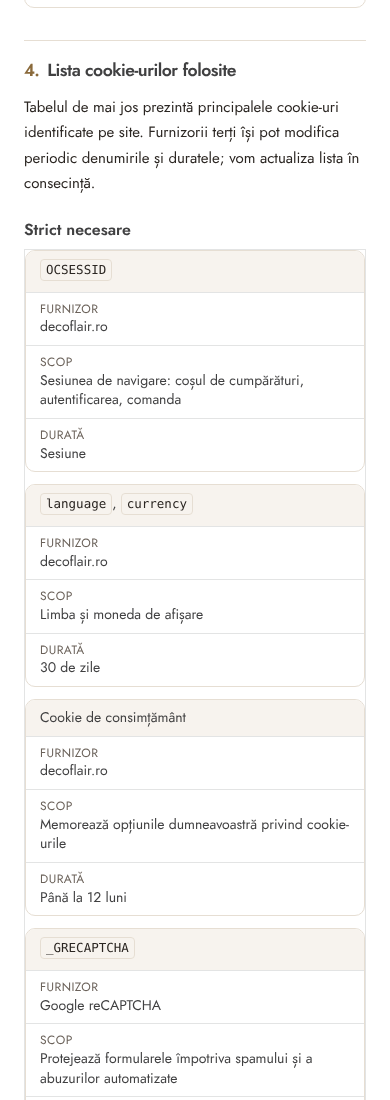 4. Lista cookie-urilor folosite
Tabelul de mai jos prezintă principalele cookie-uri
identificate pe site. Furnizorii terți își pot modifica
periodic denumirile și duratele; vom actualiza lista în
consecință.
Strict necesare
OCSESSID
FURNIZOR
decoflair.ro
SCOP
Sesiunea de navigare: coșul de cumpărături,
autentificarea, comanda
DURATĂ
Sesiune
language, currency
FURNIZOR
decoflair.ro
SCOP
Limba și moneda de afișare
DURATĂ
30 de zile
Cookie de consimțământ
FURNIZOR
decoflair.ro
SCOP
Memorează opțiunile dumneavoastră privind cookie-
urile
DURATĂ
Până la 12 luni
_GRECAPTCHA
FURNIZOR
Google reCAPTCHA
SCOP
Protejează formularele împotriva spamului și a
abuzurilor automatizate